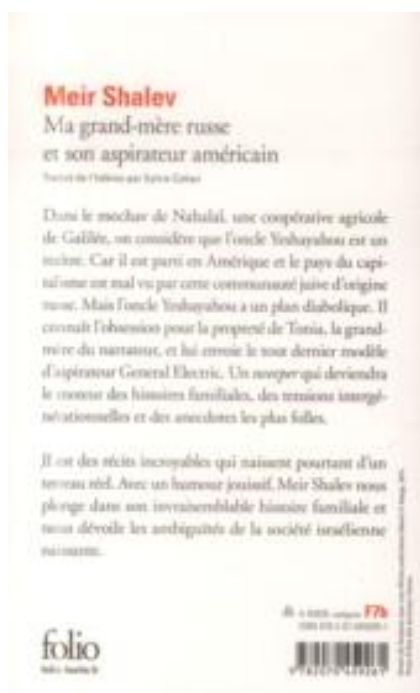 Meir Shalev
Ma grand-mère russe
et son aspirateur américain
Traduit de l'hébreu par Sylvie Cohen
Dans le moshav de Nahalal, une coopérative agricole
de Galilée, on considère que l'oncle Yeshayahou est un
traître. Car il est parti en Amérique et le pays du capi-
talisme est mal vu par cette communauté juive d'origine
russe. Mais l'oncle Yeshayahou a un plan diabolique. Il
connaît l'obsession pour la propreté de Tonia, la grand-
mère du narrateur, et lui envoie le tout dernier modèle
d'aspirateur General Electric. Un sweeper qui deviendra
le moteur des histoires familiales, des tensions intergé-
nérationnelles et des anecdotes les plus folles.
Il est des récits incroyables qui naissent pourtant d'un
terreau réel. Avec un humour jouissif, Meir Shalev nous
plonge dans son invraisemblable histoire familiale et
nous dévoile les ambiguïtés de la société israélienne
naissante.
catégorie F7b
folio